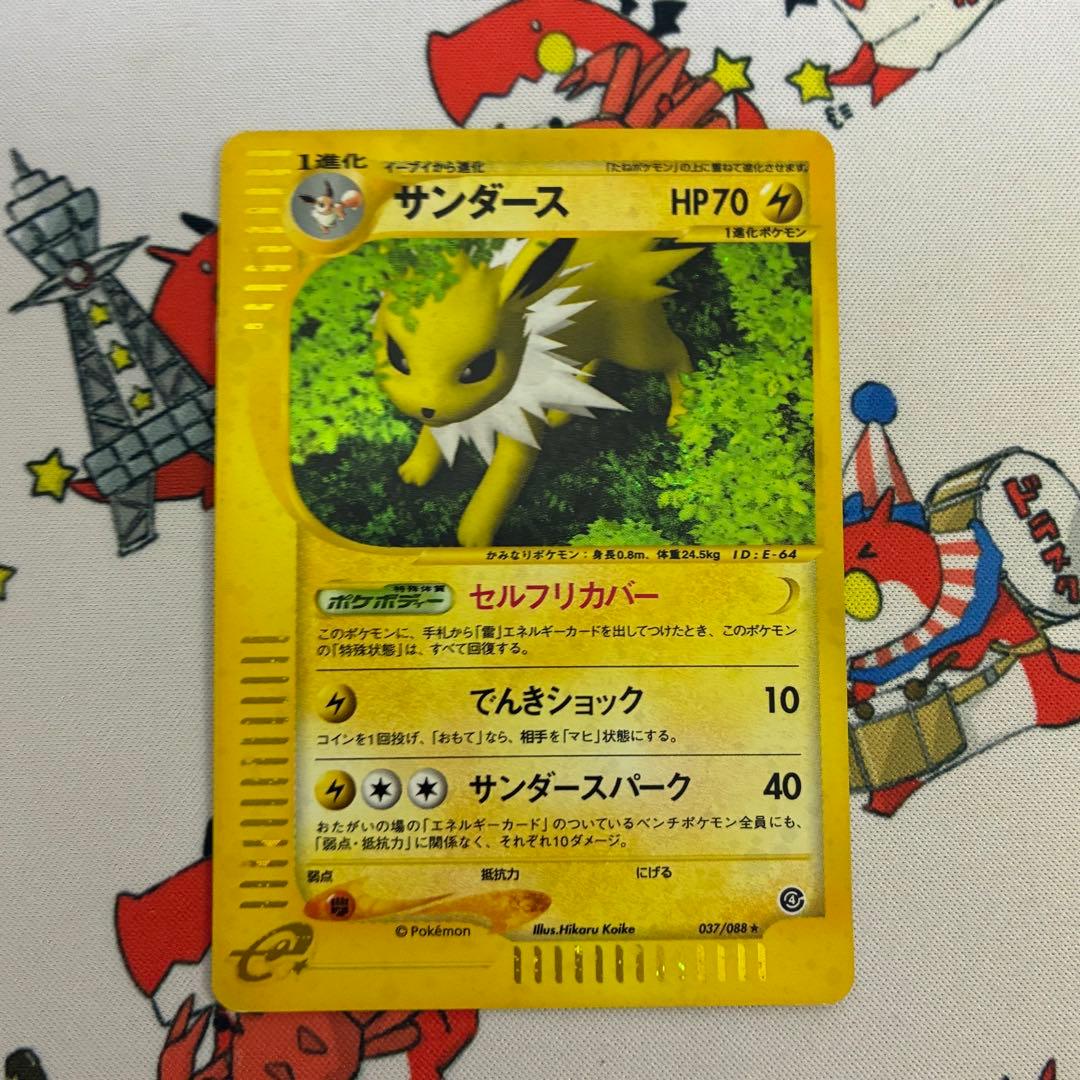 1進化
イーブイから進化
「たねポケモン」の上に重ねて進化させます。
サンダース
HP70
1進化ポケモン
かみなりポケモン：身長0.8m、体重24.5kg ID：E-64
特殊体質
ポケボディー
セルフリカバー
このポケモンに、手札から「雷」エネルギーカードを出してつけたとき、このポケモン
の「特殊状態」は、すべて回復する。
でんきショック 10
コインを1回投げ、「おもて」なら、相手を「マヒ」状態にする。
サンダースパーク 40
おたがいの場の「エネルギーカード」のついているベンチポケモン全員にも、
「弱点・抵抗力」に関係なく、それぞれ10ダメージ。
弱点 抵抗力 にげる
4
©Pokémon Illus.Hikaru Koike 037/088★
e